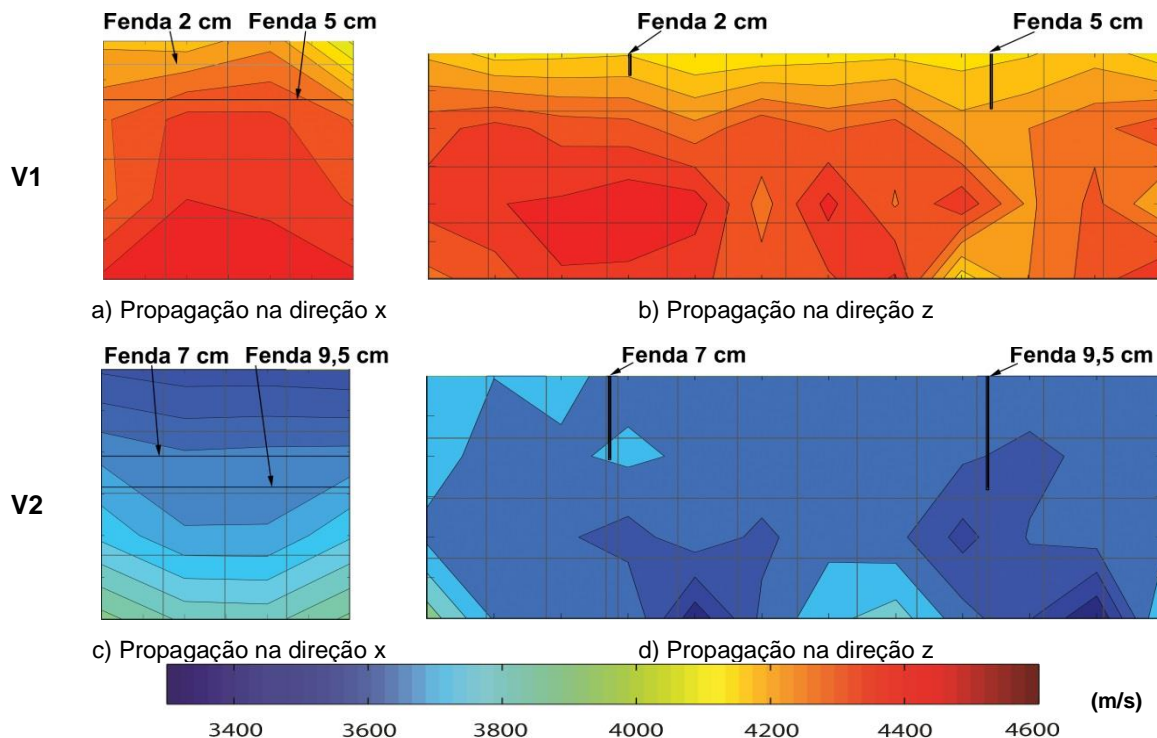 Fenda 2 cm Fenda 5 cm
Fenda 2 cm Fenda 5 cm
V1
a) Propagação na direção x
b) Propagação na direção z
Fenda 7 cm Fenda 9,5 cm
Fenda 7 cm Fenda 9,5 cm
V2
c) Propagação na direção x
d) Propagação na direção z
(m/s)
3400 3600 3800 4000 4200 4400 4600